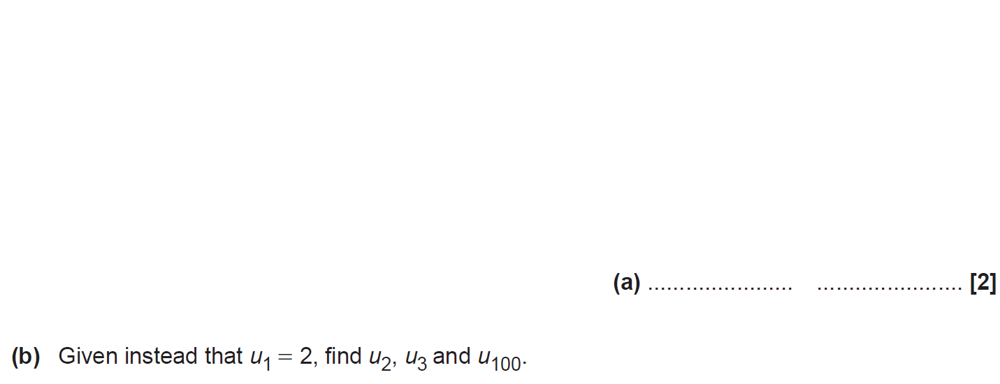 (a) ....................... ....................... [2]
(b) Given instead that u₁ = 2, find u₂, u₃ and u₁₀₀.